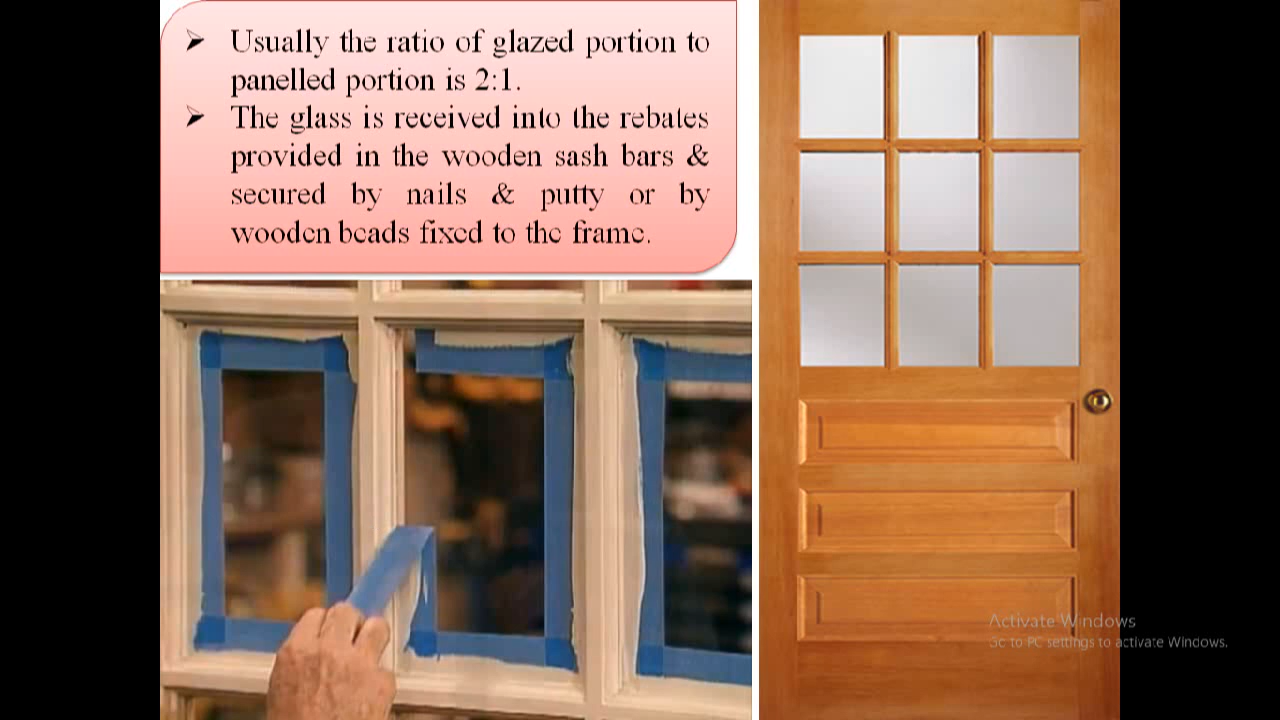 ➢ Usually the ratio of glazed portion to
panelled portion is 2:1.
➢ The glass is received into the rebates
provided in the wooden sash bars &
secured by nails & putty or by
wooden beads fixed to the frame.
Activate Windows
Go to PC settings to activate Windows.